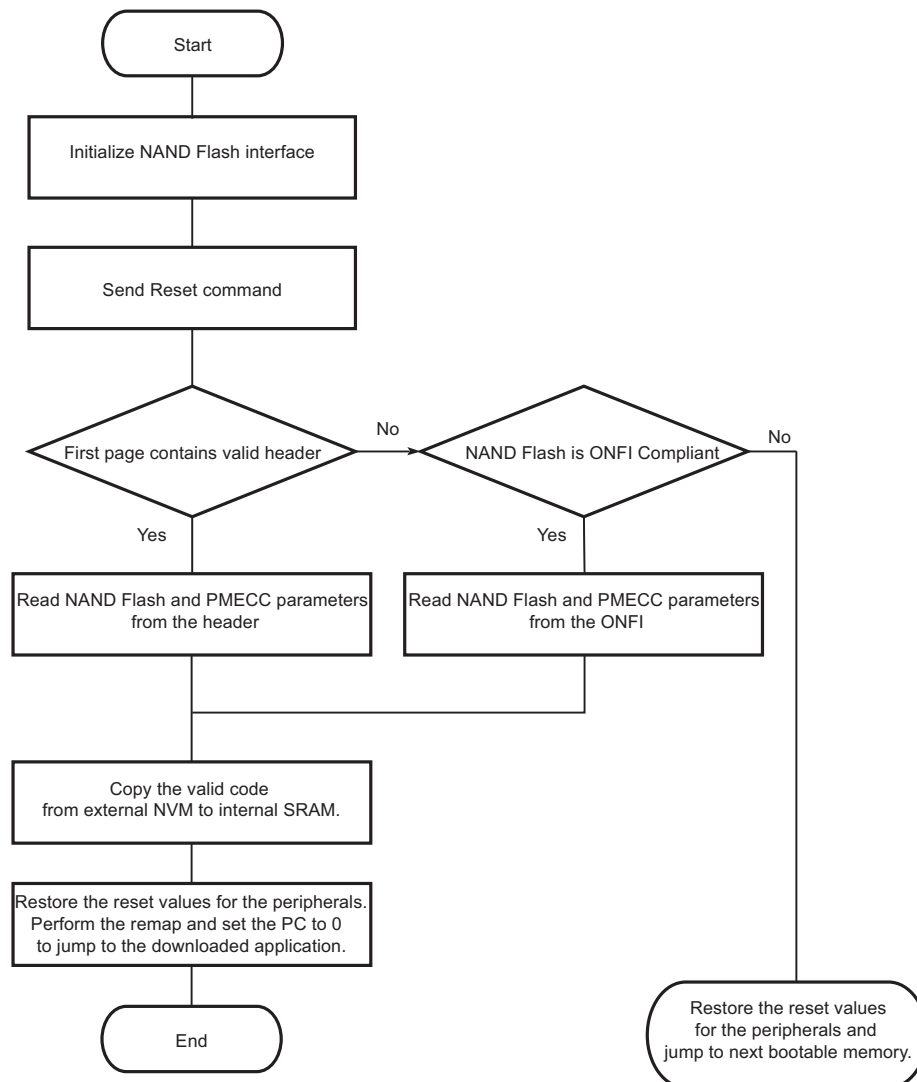 Start
Initialize NAND Flash interface
Send Reset command
First page contains valid header
No
NAND Flash is ONFI Compliant
No
Yes
Yes
Read NAND Flash and PMECC parameters
from the header
Read NAND Flash and PMECC parameters
from the ONFI
Copy the valid code
from external NVM to internal SRAM.
Restore the reset values for the peripherals.
Perform the remap and set the PC to 0
to jump to the downloaded application.
End
Restore the reset values
for the peripherals and
jump to next bootable memory.